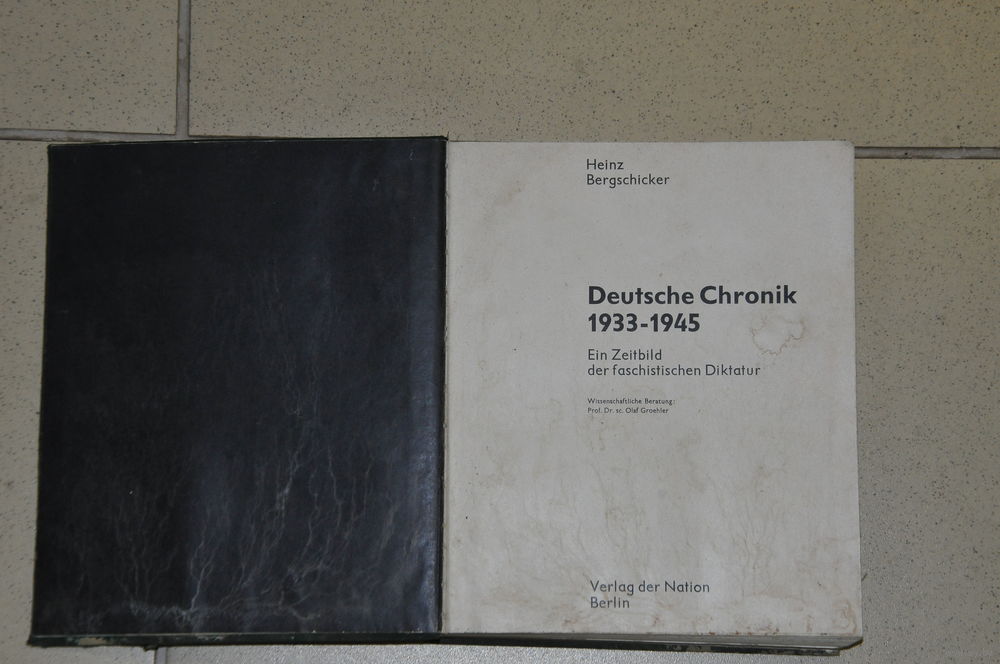 Heinz
Bergschicker
Deutsche Chronik
1933-1945
Ein Zeitbild
der faschistischen Diktatur
Wissenschaftliche Beratung:
Prof. Dr. sc. Olaf Groehler
Verlag der Nation
Berlin